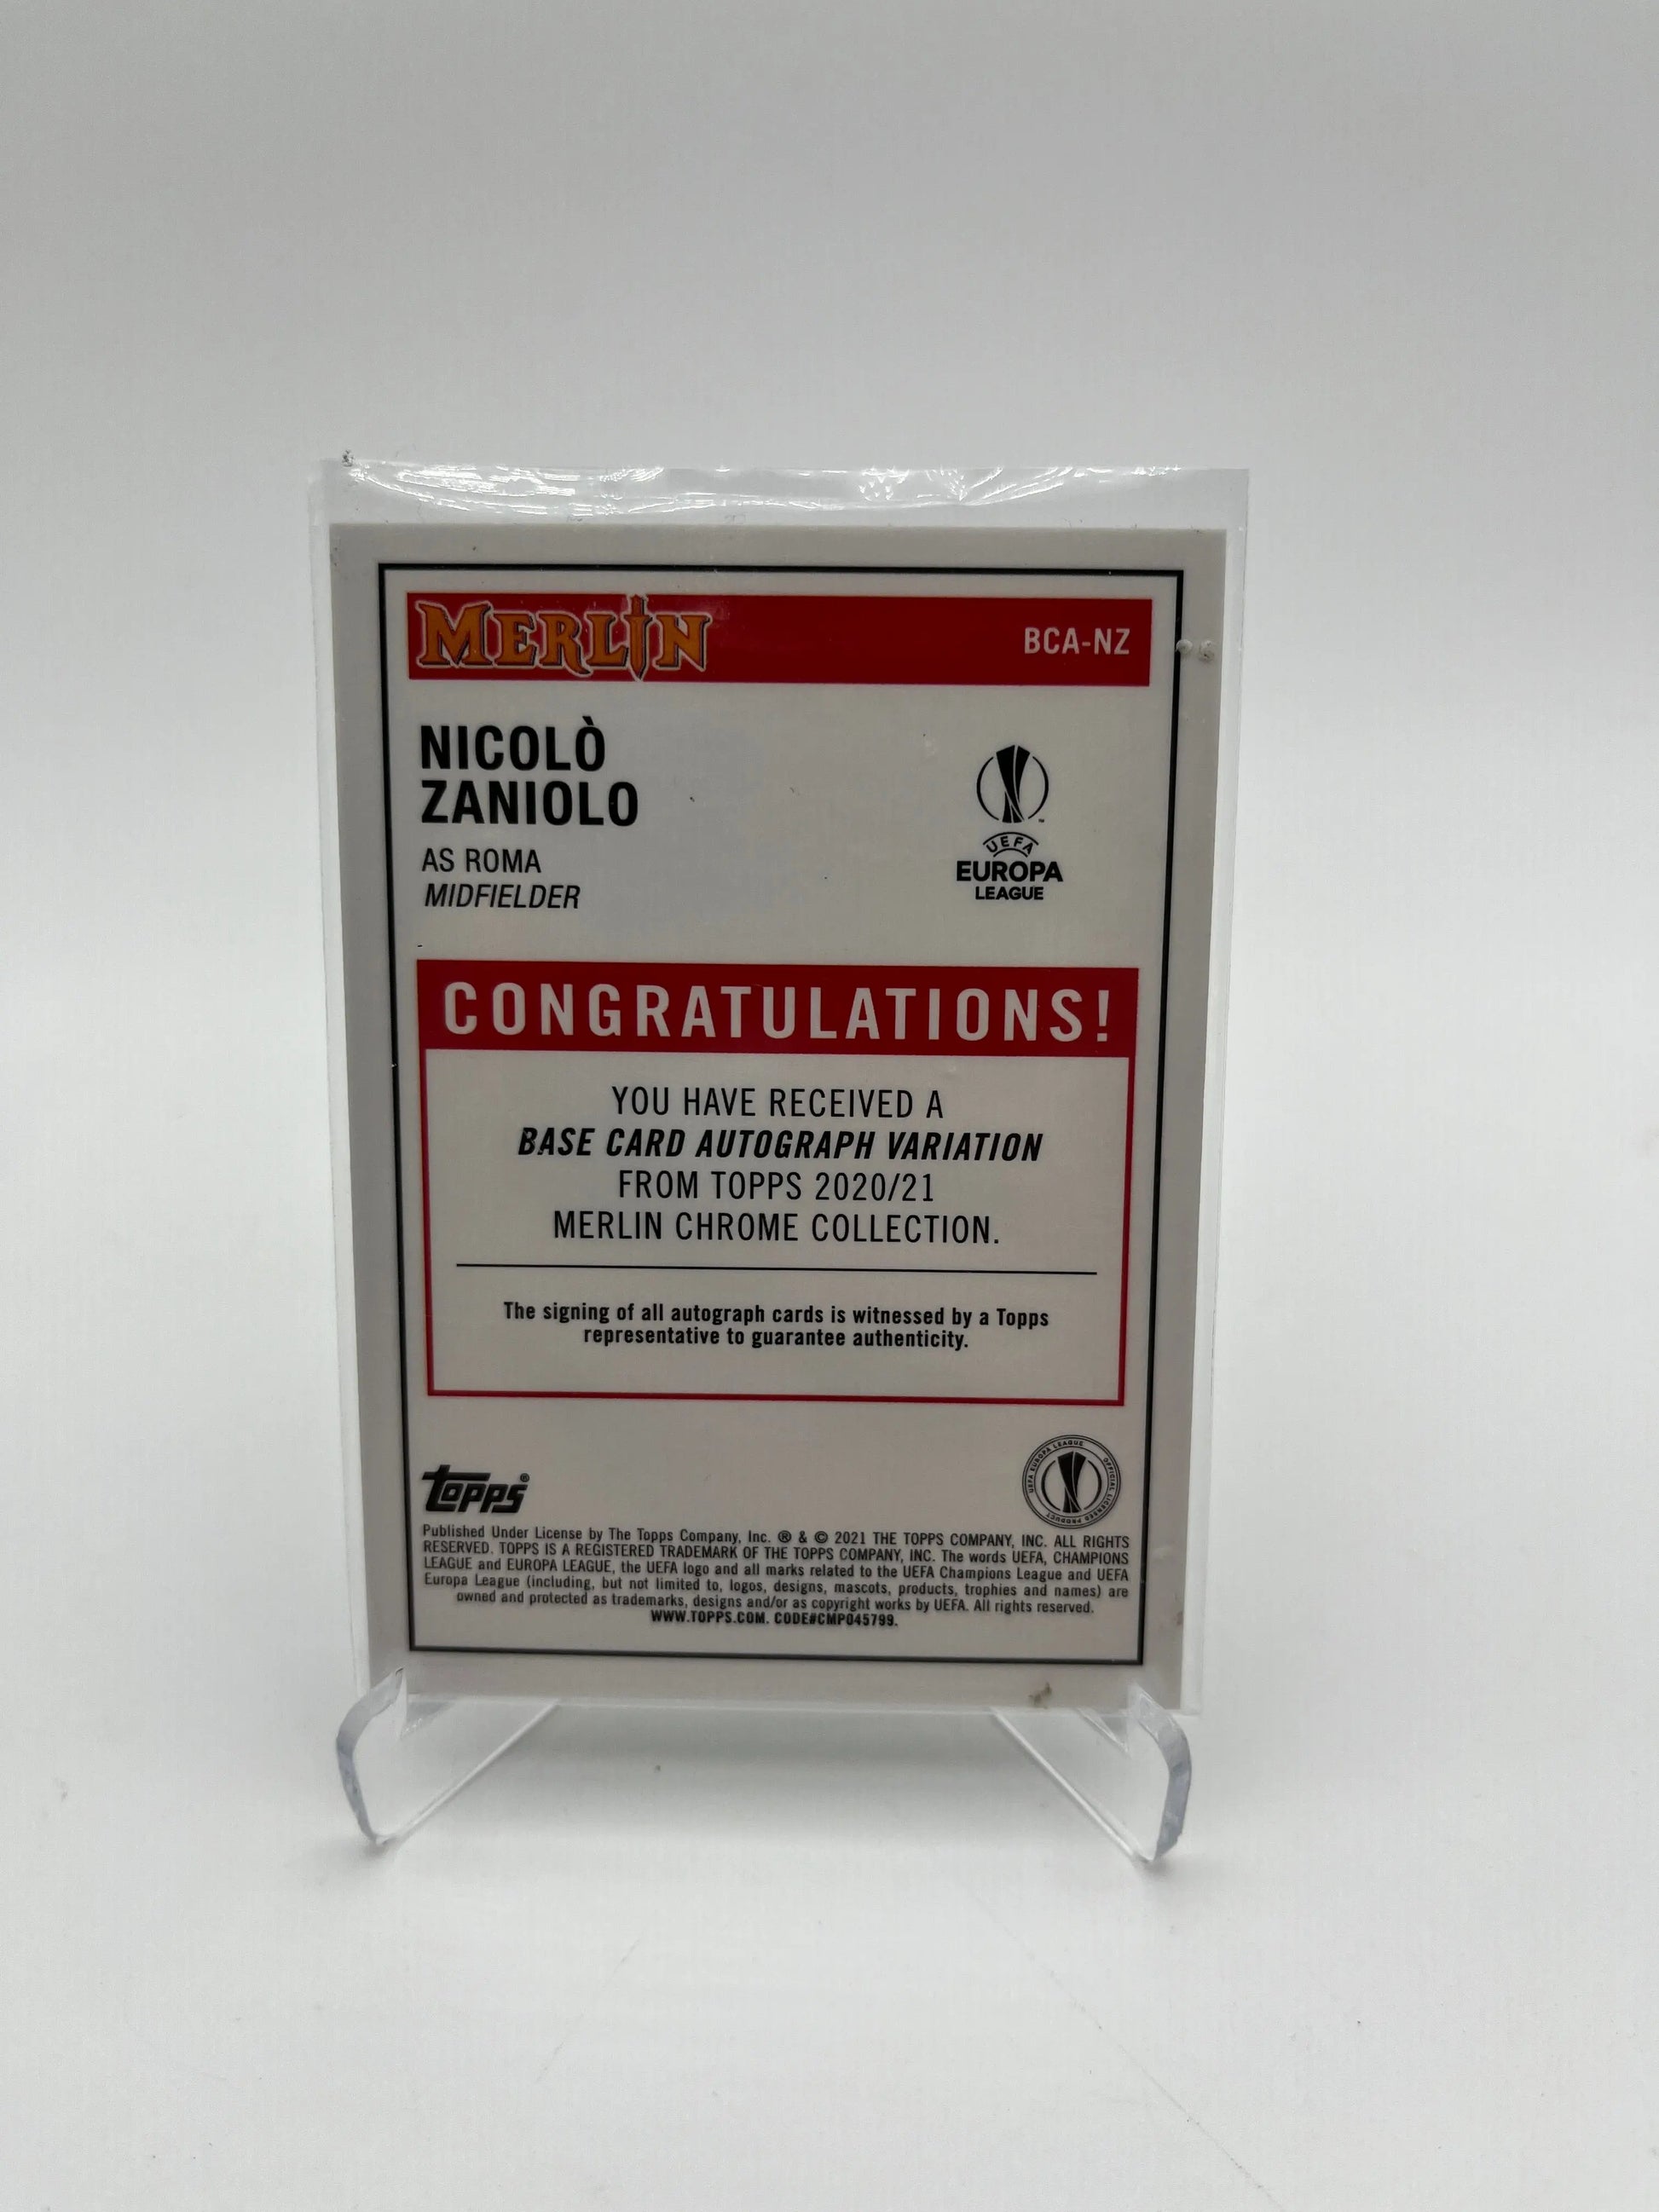 MERLIN
BCA-NZ
NICOLÒ
ZANIOLO
AS ROMA
MIDFIELDER
UEFA
EUROPA
LEAGUE
CONGRATULATIONS!
YOU HAVE RECEIVED A
BASE CARD AUTOGRAPH VARIATION
FROM TOPPS 2020/21
MERLIN CHROME COLLECTION.
The signing of all autograph cards is witnessed by a Topps
representative to guarantee authenticity.
topps®
UEFA EUROPA LEAGUE OFFICIAL LICENSED PRODUCT
Published Under License by The Topps Company, Inc. ® & © 2021 THE TOPPS COMPANY, INC. ALL RIGHTS
RESERVED. TOPPS IS A REGISTERED TRADEMARK OF THE TOPPS COMPANY, INC. The words UEFA, CHAMPIONS
LEAGUE and EUROPA LEAGUE, the UEFA logo and all marks related to the UEFA Champions League and UEFA
Europa League (including, but not limited to, logos, designs, mascots, products, trophies and names) are
owned and protected as trademarks, designs and/or as copyright works by UEFA. All rights reserved.
WWW.TOPPS.COM. CODE#CMP045799.